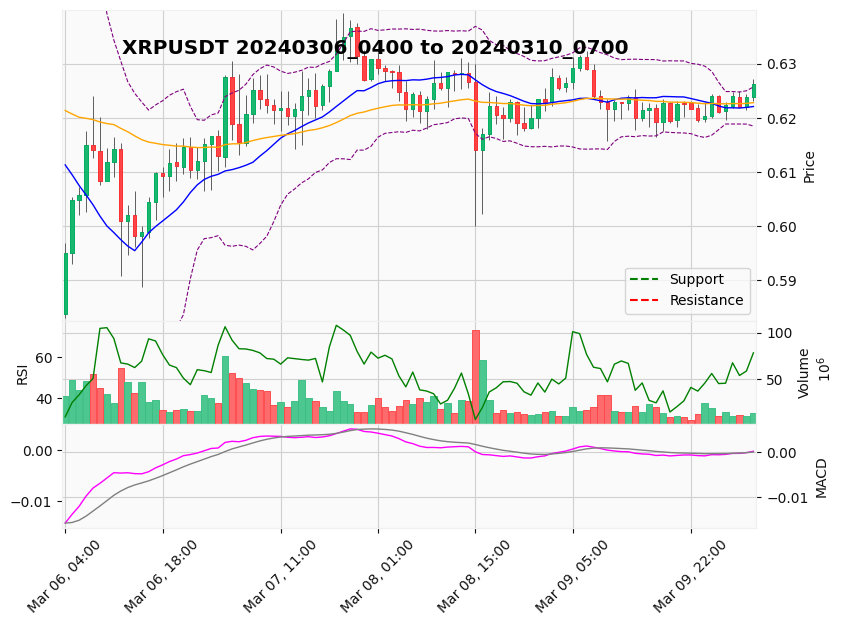 XRPUSDT 20240306_0400 to 20240310_0700
0.63
0.62
0.61
0.60
0.59
Price
Support
Resistance
60
40
RSI
100
50
Volume
10^6
0.00
−0.01
0.00
−0.01
MACD
Mar 06, 04:00
Mar 06, 18:00
Mar 07, 11:00
Mar 08, 01:00
Mar 08, 15:00
Mar 09, 05:00
Mar 09, 22:00